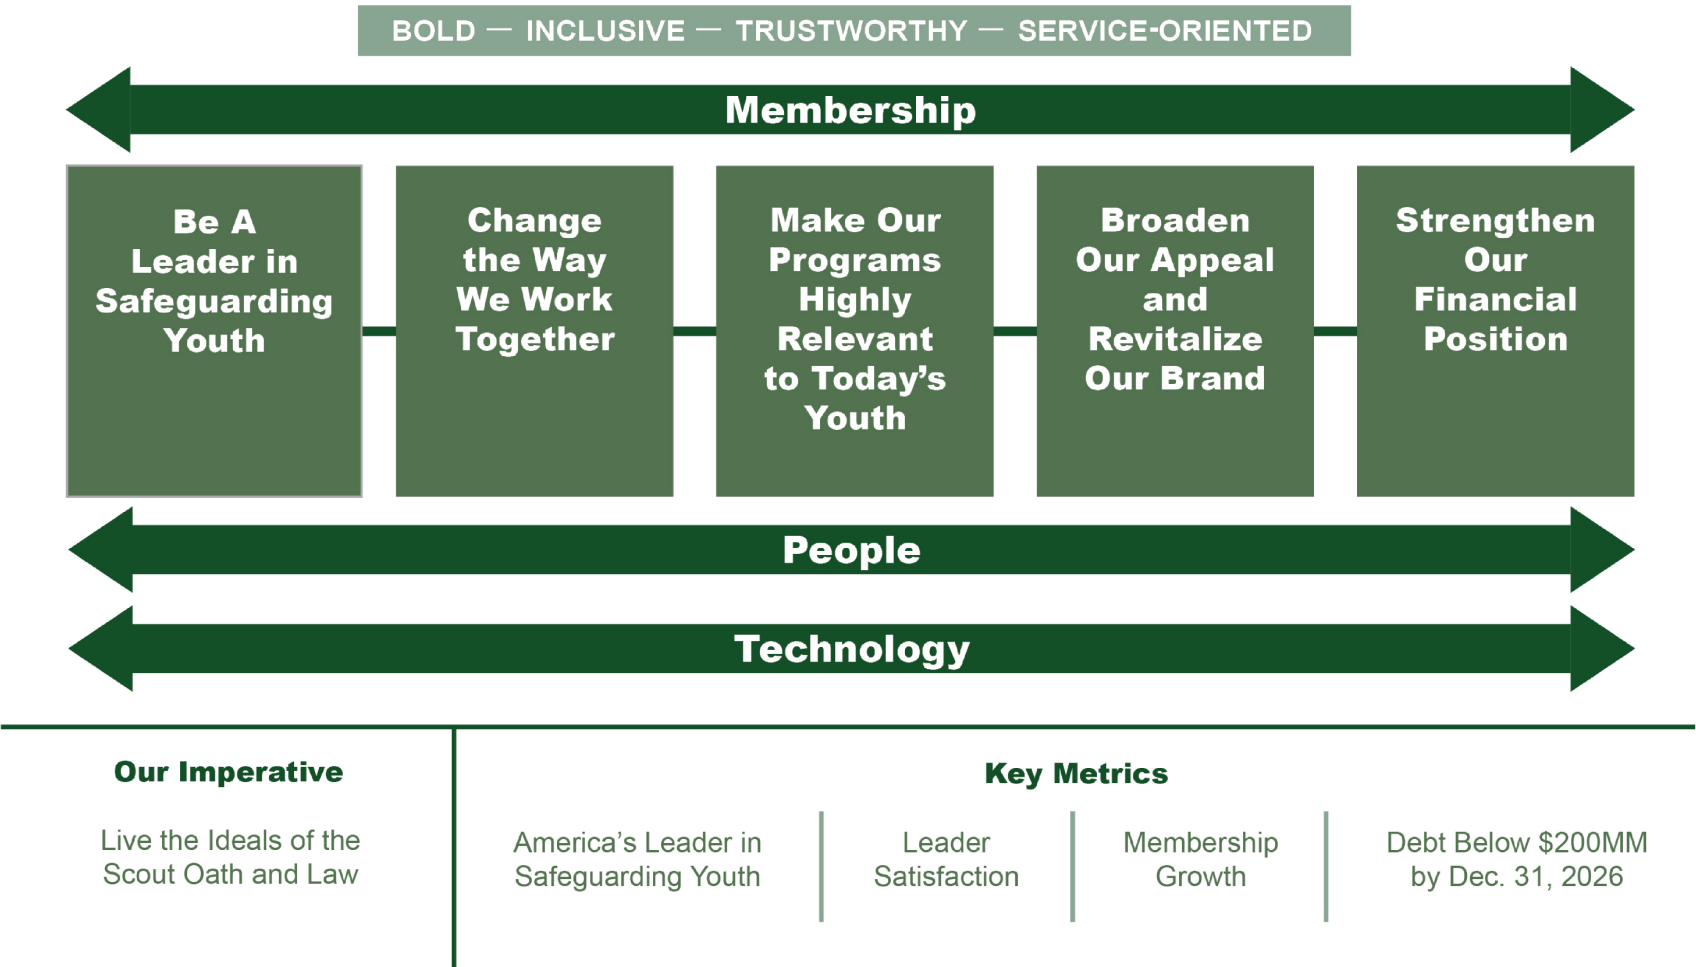 BOLD — INCLUSIVE — TRUSTWORTHY — SERVICE-ORIENTED
Membership
Be A
Leader in
Safeguarding
Youth
Change
the Way
We Work
Together
Make Our
Programs
Highly
Relevant
to Today’s
Youth
Broaden
Our Appeal
and
Revitalize
Our Brand
Strengthen
Our
Financial
Position
People
Technology
Our Imperative
Live the Ideals of the
Scout Oath and Law
Key Metrics
America’s Leader in
Safeguarding Youth
Leader
Satisfaction
Membership
Growth
Debt Below $200MM
by Dec. 31, 2026